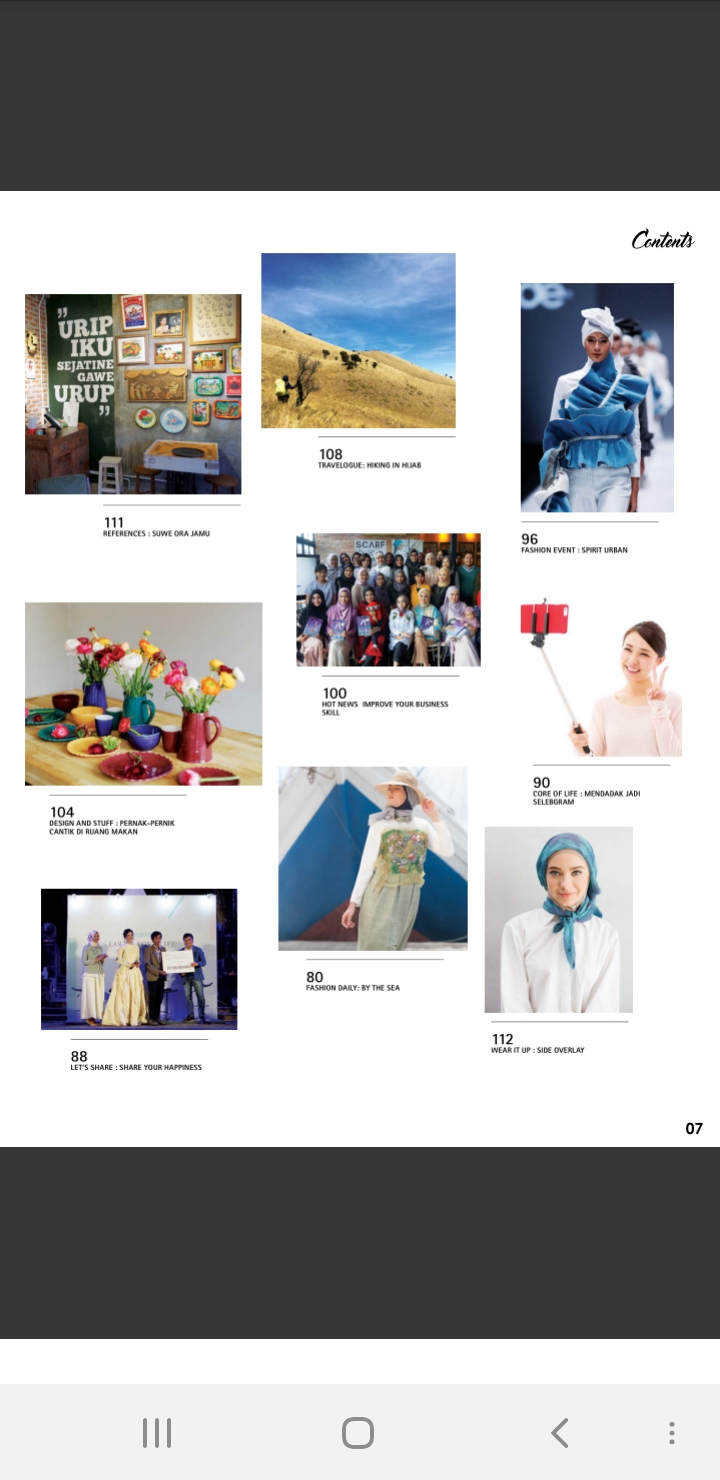 Contents
"
URIP
IKU
SEJATINE
GAWE
URUP
"
111
REFERENCES : SUWE ORA JAMU
108
TRAVELOGUE: HIKING IN HIJAB
96
FASHION EVENT : SPIRIT URBAN
SCARF
100
HOT NEWS IMPROVE YOUR BUSINESS
SKILL
104
DESIGN AND STUFF : PERNAK-PERNIK
CANTIK DI RUANG MAKAN
90
CORE OF LIFE : MENDADAK JADI
SELEBGRAM
80
FASHION DAILY: BY THE SEA
88
LET'S SHARE : SHARE YOUR HAPPINESS
112
WEAR IT UP : SIDE OVERLAY
07